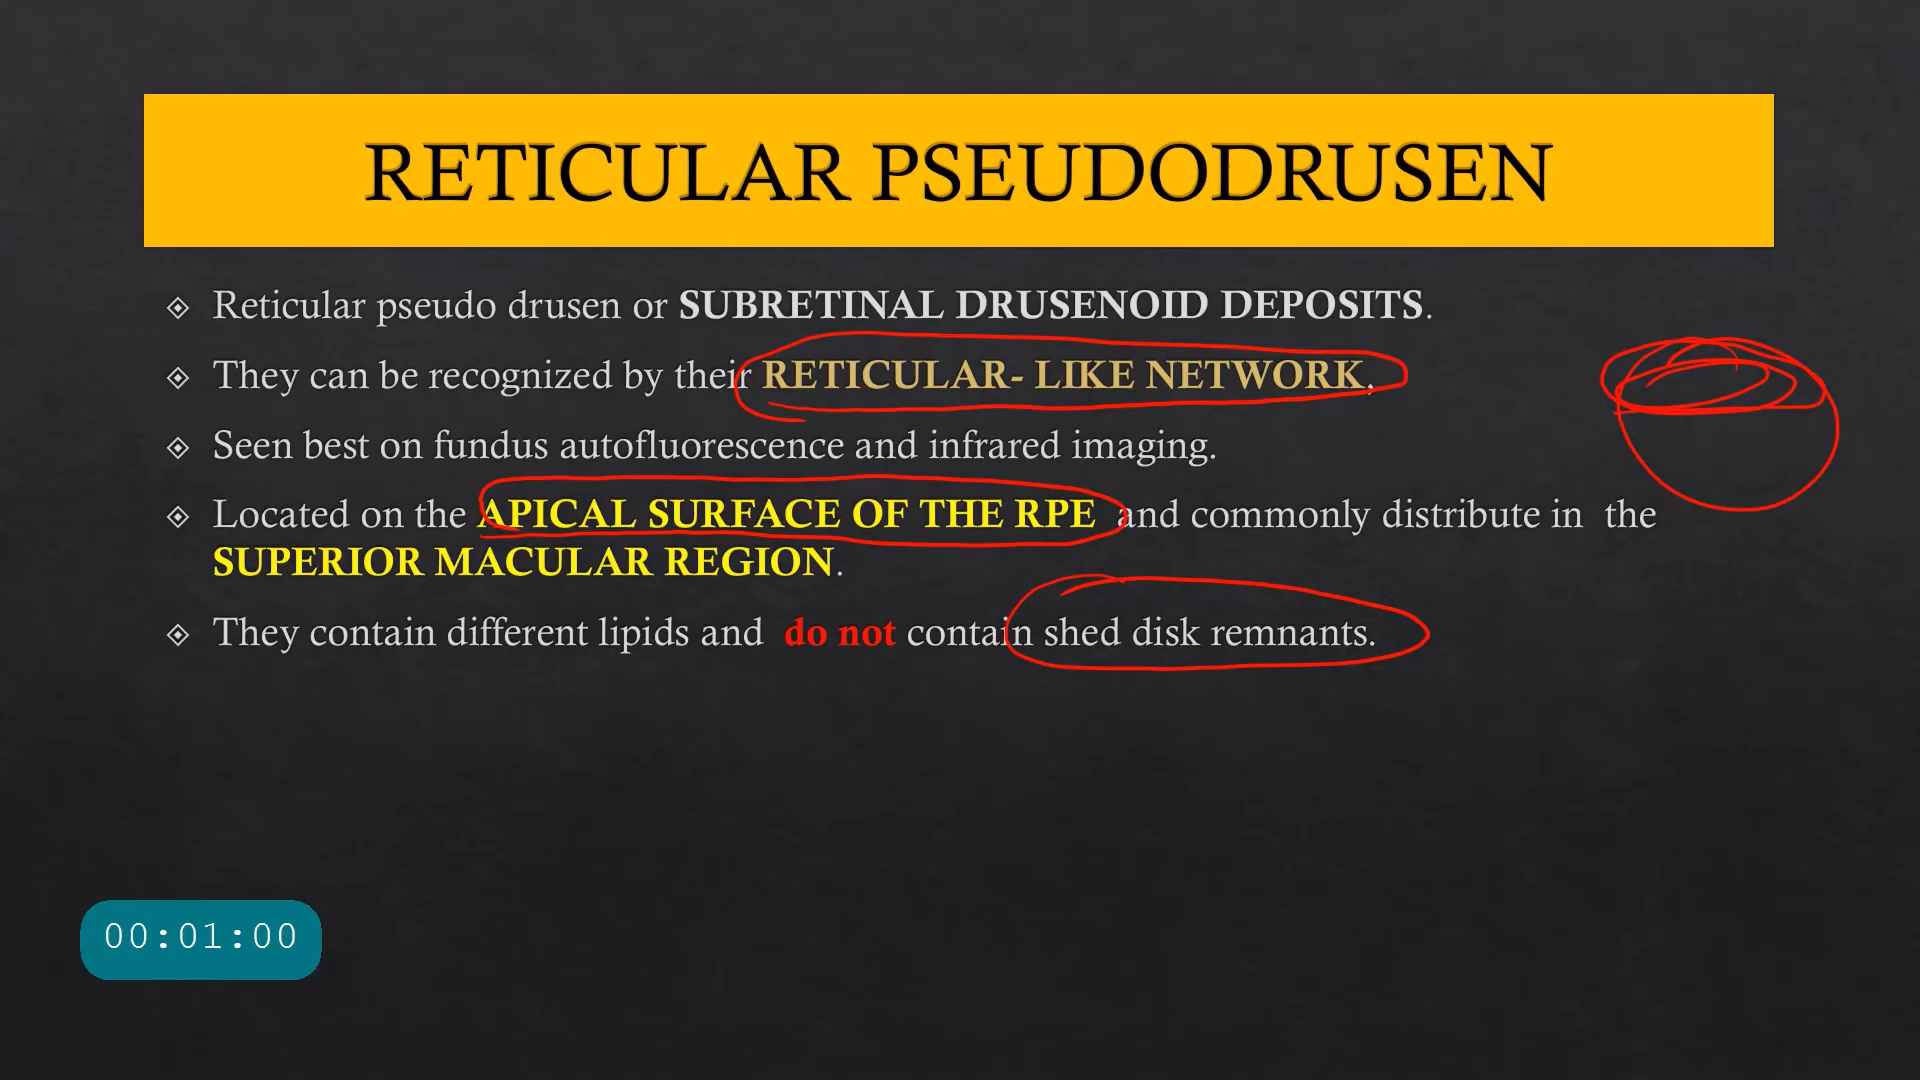 RETICULAR PSEUDODRUSEN
Reticular pseudo drusen or SUBRETINAL DRUSENOID DEPOSITS.
They can be recognized by their RETICULAR- LIKE NETWORK,
Seen best on fundus autofluorescence and infrared imaging.
Located on the APICAL SURFACE OF THE RPE and commonly distribute in the
SUPERIOR MACULAR REGION.
They contain different lipids and do not contain shed disk remnants.
00:01:00